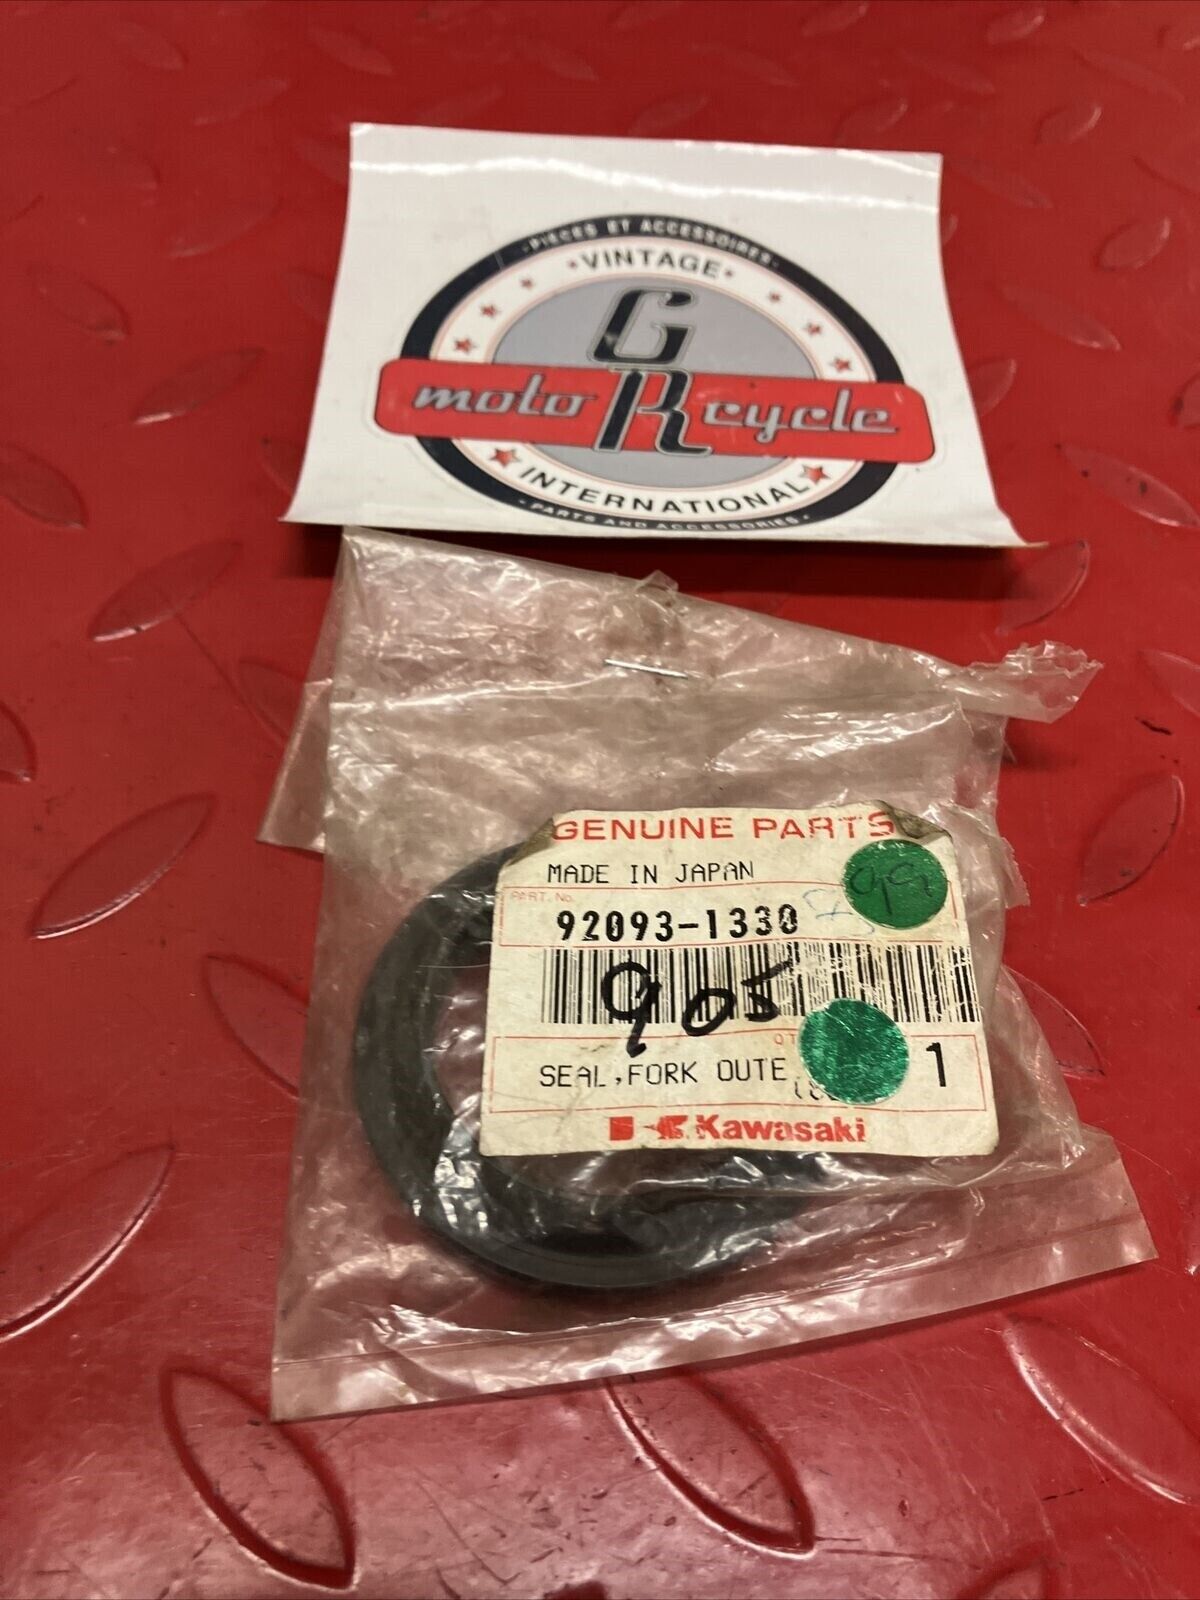 ·PIÈCES ET ACCESSOIRES·
•VINTAGE•
G
moto R cycle
INTERNATIONAL
·PARTS AND ACCESSORIES·
GENUINE PARTS
MADE IN JAPAN
PART. No.
92093-1330
905
SEAL,FORK OUTE
1
Kawasaki